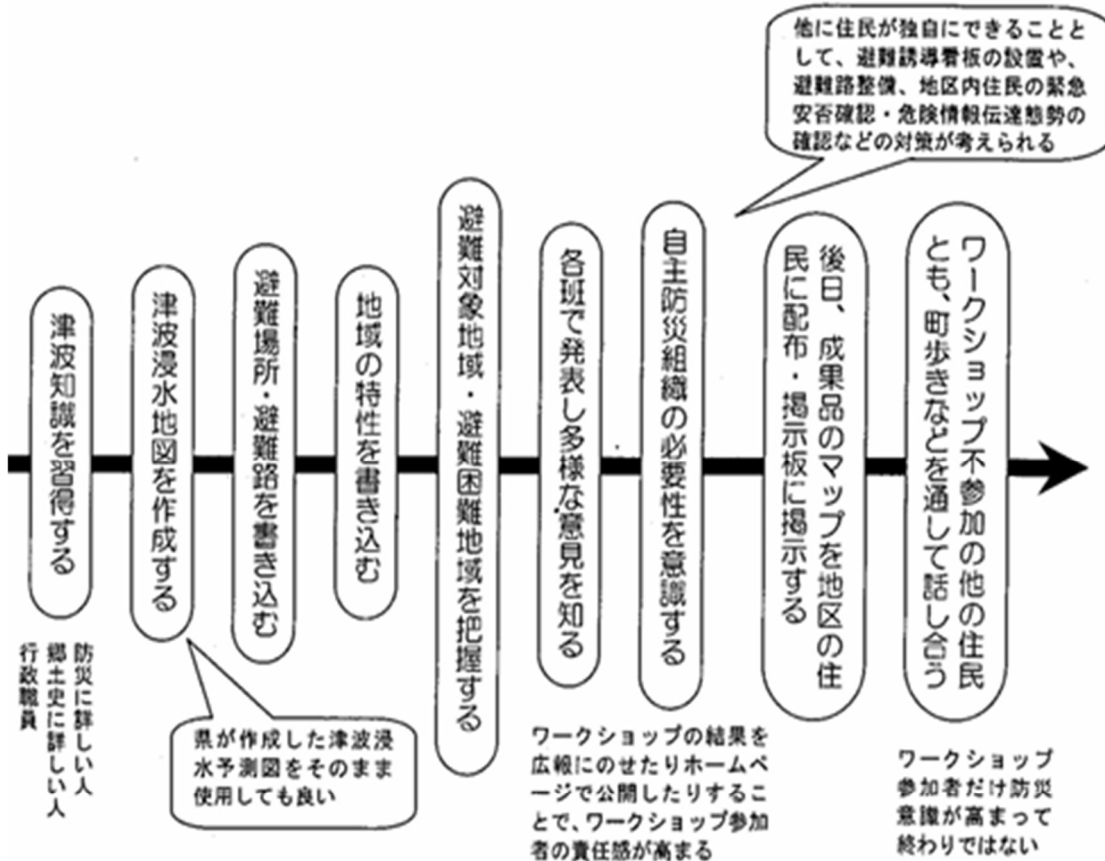 他に住民が独自にできることと
して、避難誘導看板の設置や、
避難路整備、地区内住民の緊急
安否確認・危険情報伝達態勢の
確認などの対策が考えられる
津波知識を習得する
津波浸水地図を作成する
避難場所・避難路を書き込む
地域の特性を書き込む
避難対象地域・避難困難地域を把握する
各班で発表し多様な意見を知る
自主防災組織の必要性を意識する
後日、成果品のマップを地区の住
民に配布・掲示板に掲示する
ワークショップ不参加の他の住民
とも、町歩きなどを通して話し合う
防災に詳しい人
郷土史に詳しい人
行政職員
県が作成した津波浸
水予測図をそのまま
使用しても良い
ワークショップの結果を
広報にのせたりホームペ
ージで公開したりするこ
とで、ワークショップ参加
者の責任感が高まる
ワークショップ
参加者だけ防災
意識が高まって
終わりではない